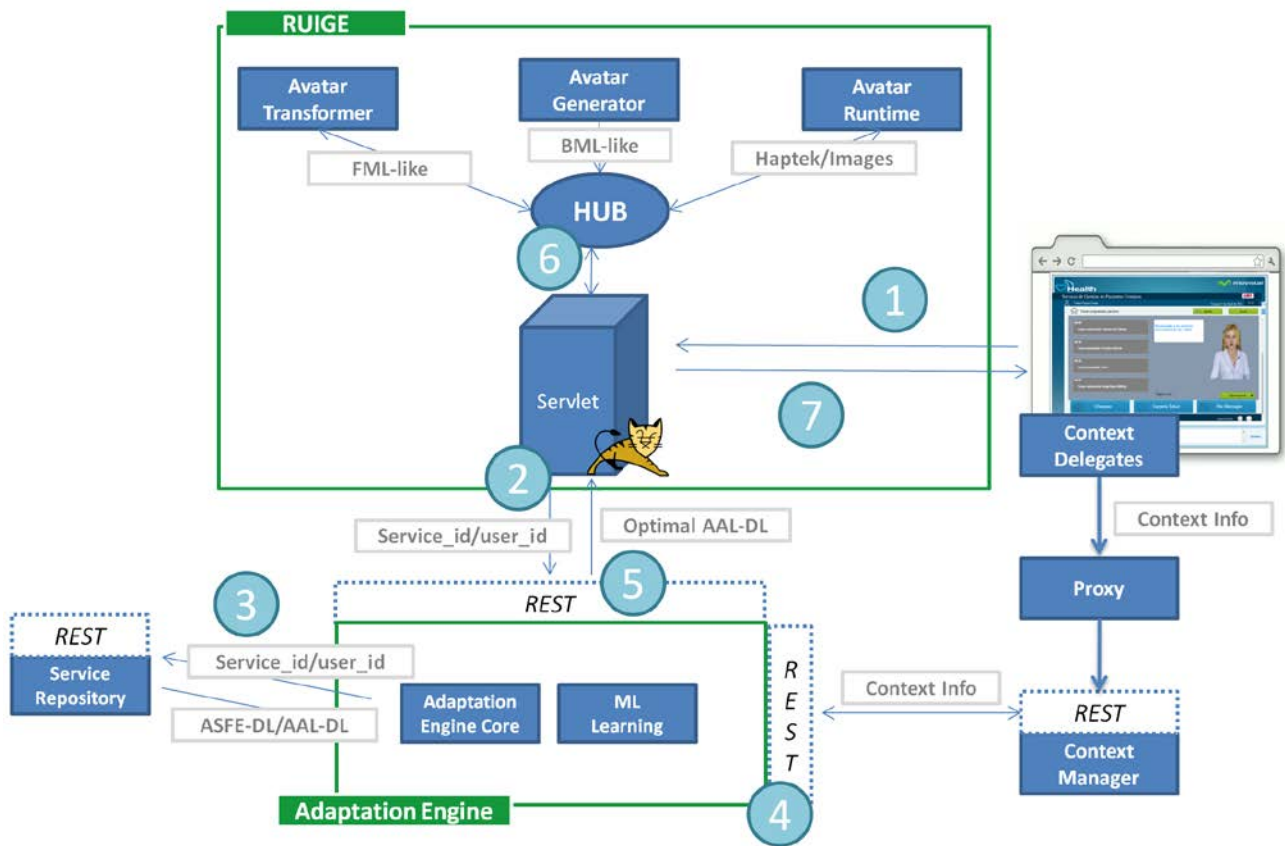 RUIGE
Avatar
Transformer
Avatar
Generator
Avatar
Runtime
FML-like
BML-like
Haptek/Images
HUB
6
1
Health
Servlet
7
2
Context
Delegates
Service_id/user_id
Optimal AAL-DL
Context Info
5
3
REST
Proxy
REST
Service_id/user_id
Service
Repository
Adaptation
Engine Core
ML
Learning
R
E
S
T
Context Info
REST
ASFE-DL/AAL-DL
Context
Manager
Adaptation Engine
4